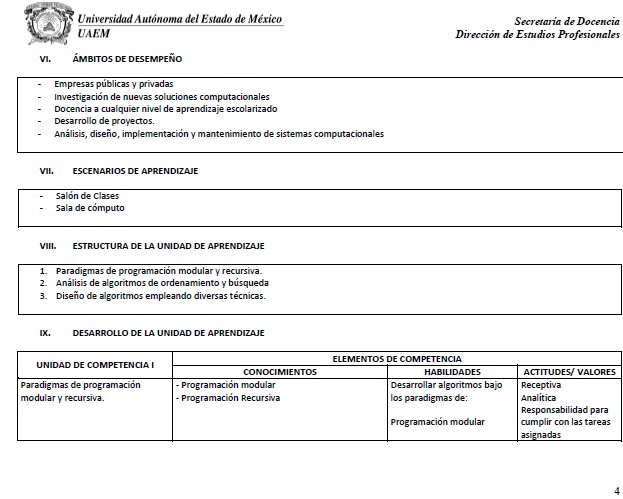 Universidad Autónoma del Estado de México
UAEM
Secretaría de Docencia
Dirección de Estudios Profesionales
VI. ÁMBITOS DE DESEMPEÑO
- Empresas públicas y privadas
- Investigación de nuevas soluciones computacionales
- Docencia a cualquier nivel de aprendizaje escolarizado
- Desarrollo de proyectos.
- Análisis, diseño, implementación y mantenimiento de sistemas computacionales
VII. ESCENARIOS DE APRENDIZAJE
- Salón de Clases
- Sala de cómputo
VIII. ESTRUCTURA DE LA UNIDAD DE APRENDIZAJE
1. Paradigmas de programación modular y recursiva.
2. Análisis de algoritmos de ordenamiento y búsqueda
3. Diseño de algoritmos empleando diversas técnicas.
IX. DESARROLLO DE LA UNIDAD DE APRENDIZAJE
UNIDAD DE COMPETENCIA I
ELEMENTOS DE COMPETENCIA
CONOCIMIENTOS
HABILIDADES
ACTITUDES/ VALORES
Paradigmas de programación
modular y recursiva.
- Programación modular
- Programación Recursiva
Desarrollar algoritmos bajo
los paradigmas de:
Programación modular
Receptiva
Analítica
Responsabilidad para
cumplir con las tareas
asignadas
4